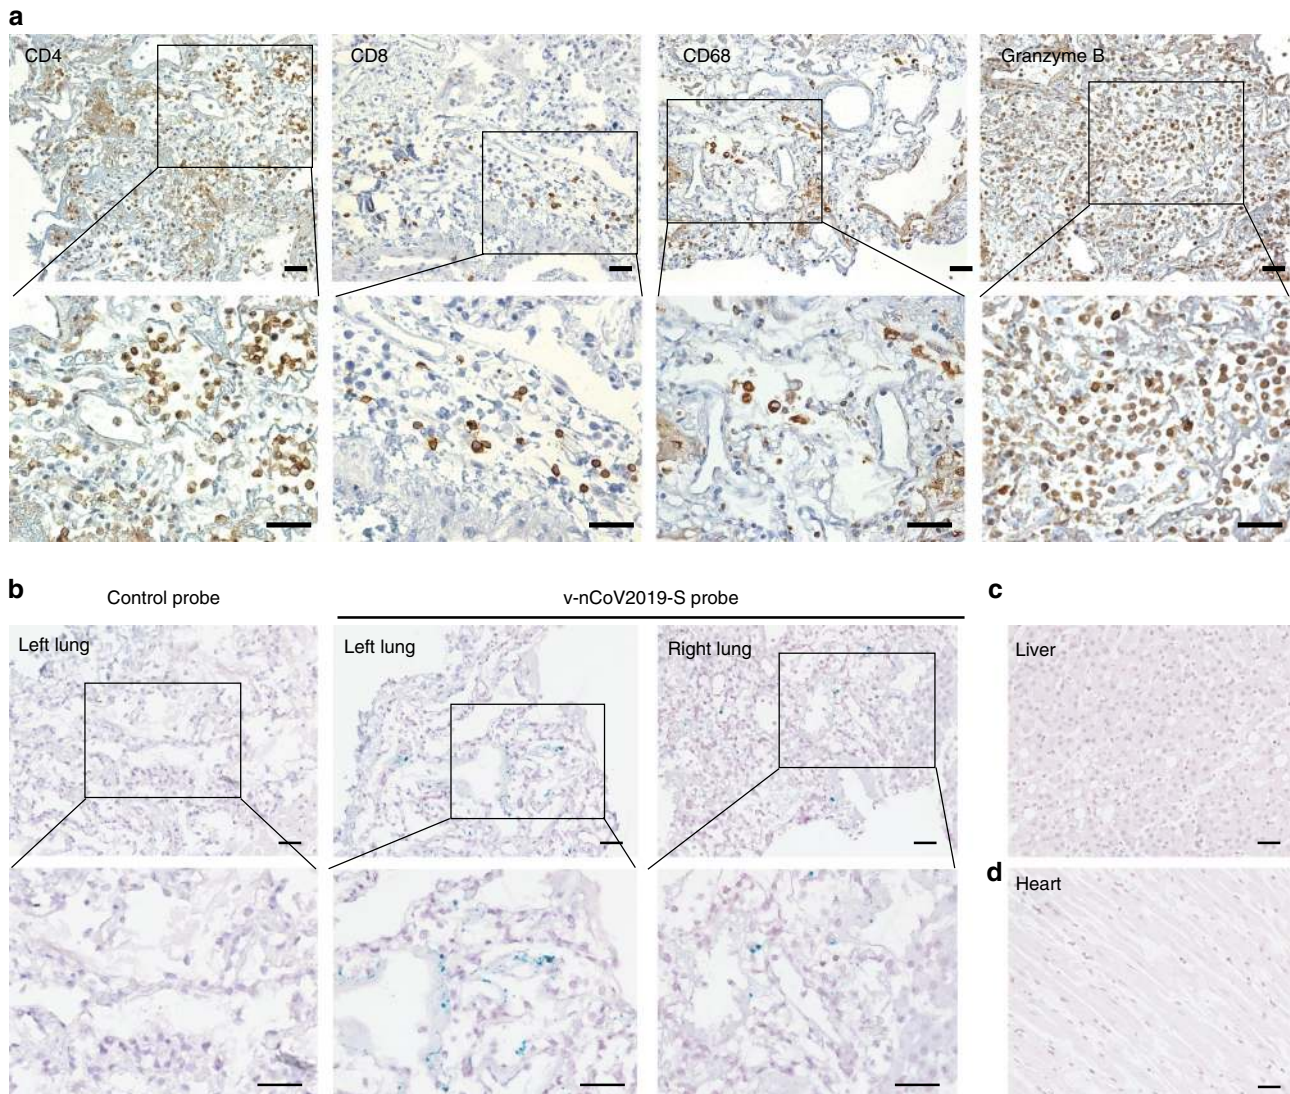 a
CD4
CD8
CD68
Granzyme B
b
Control probe
v-nCoV2019-S probe
c
Left lung
Left lung
Right lung
Liver
d
Heart